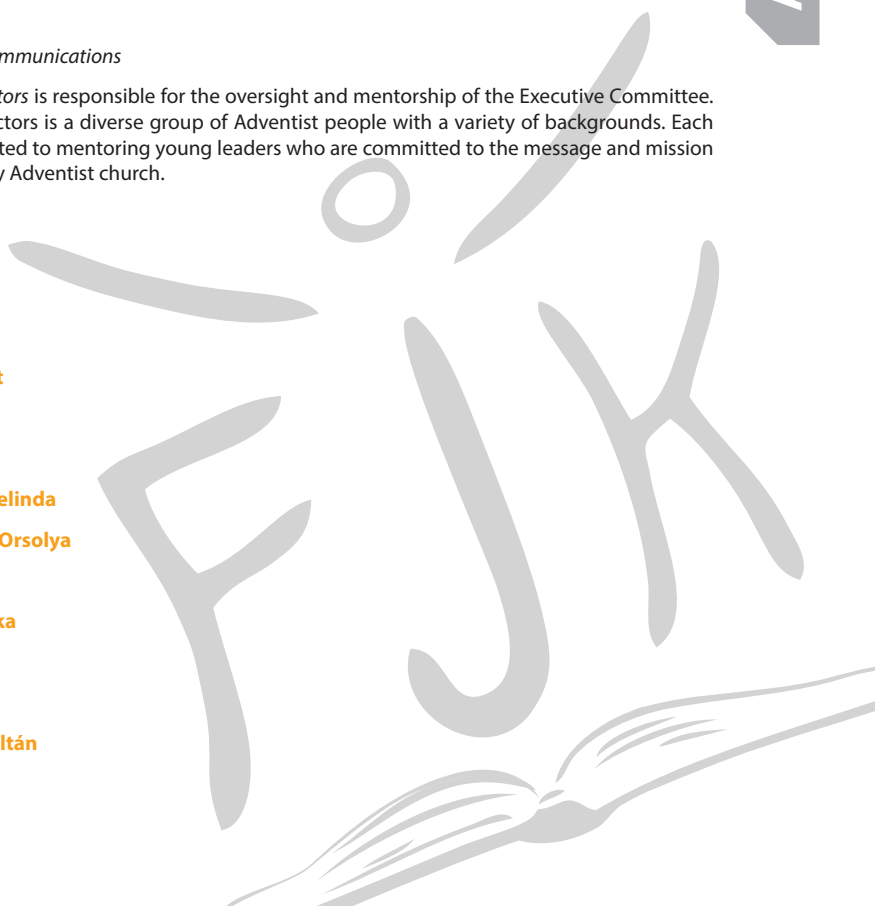 mmunications
tors is responsible for the oversight and mentorship of the Executive Committee.
ctors is a diverse group of Adventist people with a variety of backgrounds. Each
ted to mentoring young leaders who are committed to the message and mission
y Adventist church.
t
elinda
Orsolya
ka
ltán
FJK